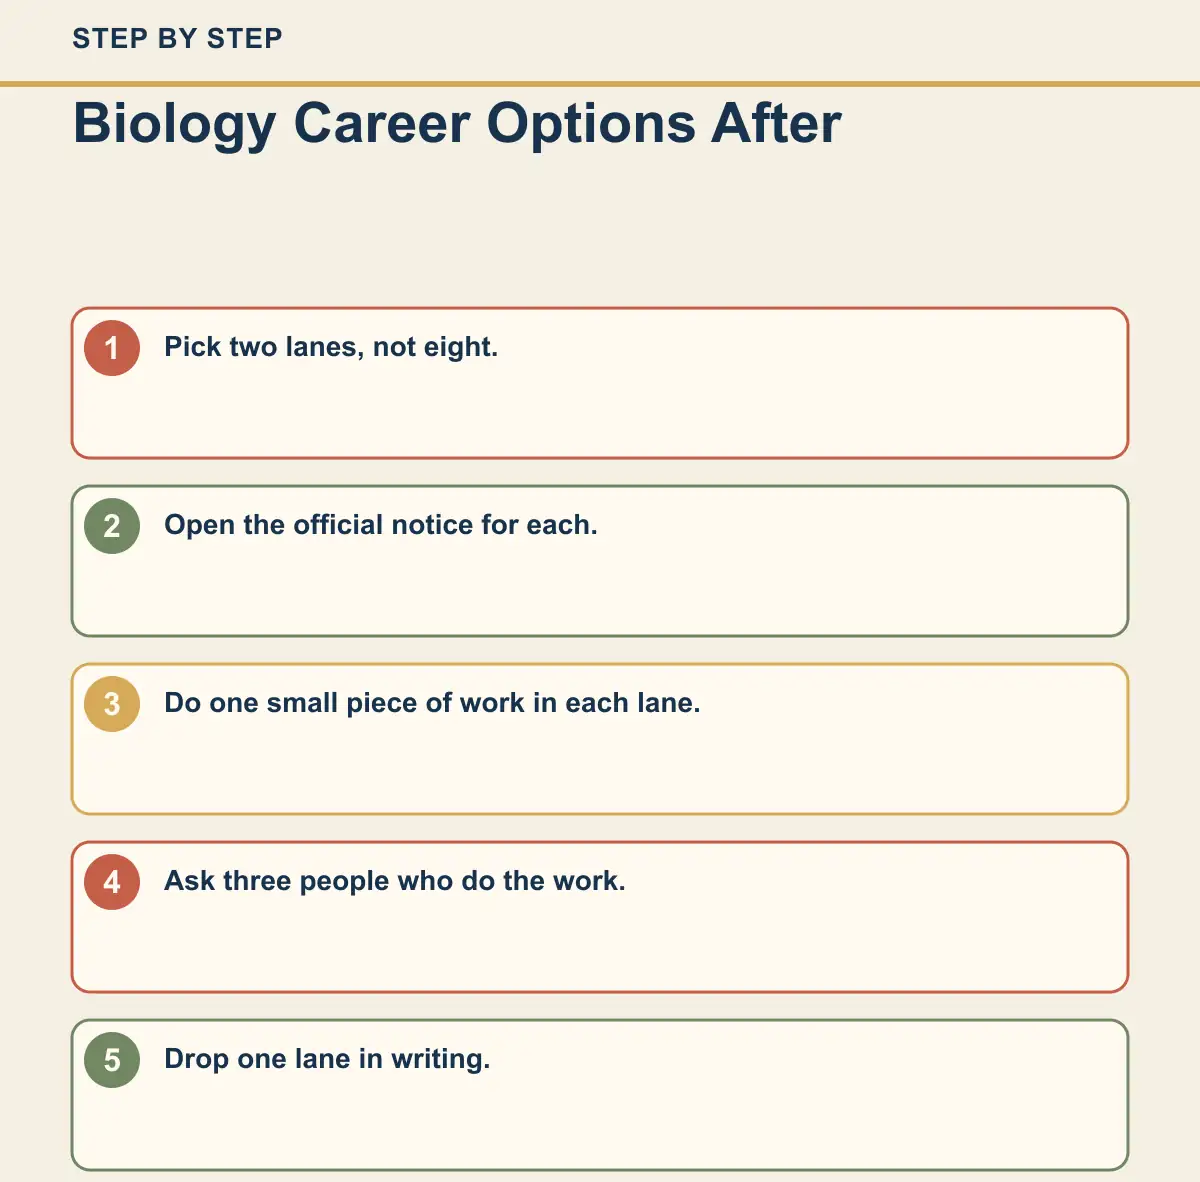 STEP BY STEP
Biology Career Options After
1 Pick two lanes, not eight.
2 Open the official notice for each.
3 Do one small piece of work in each lane.
4 Ask three people who do the work.
5 Drop one lane in writing.